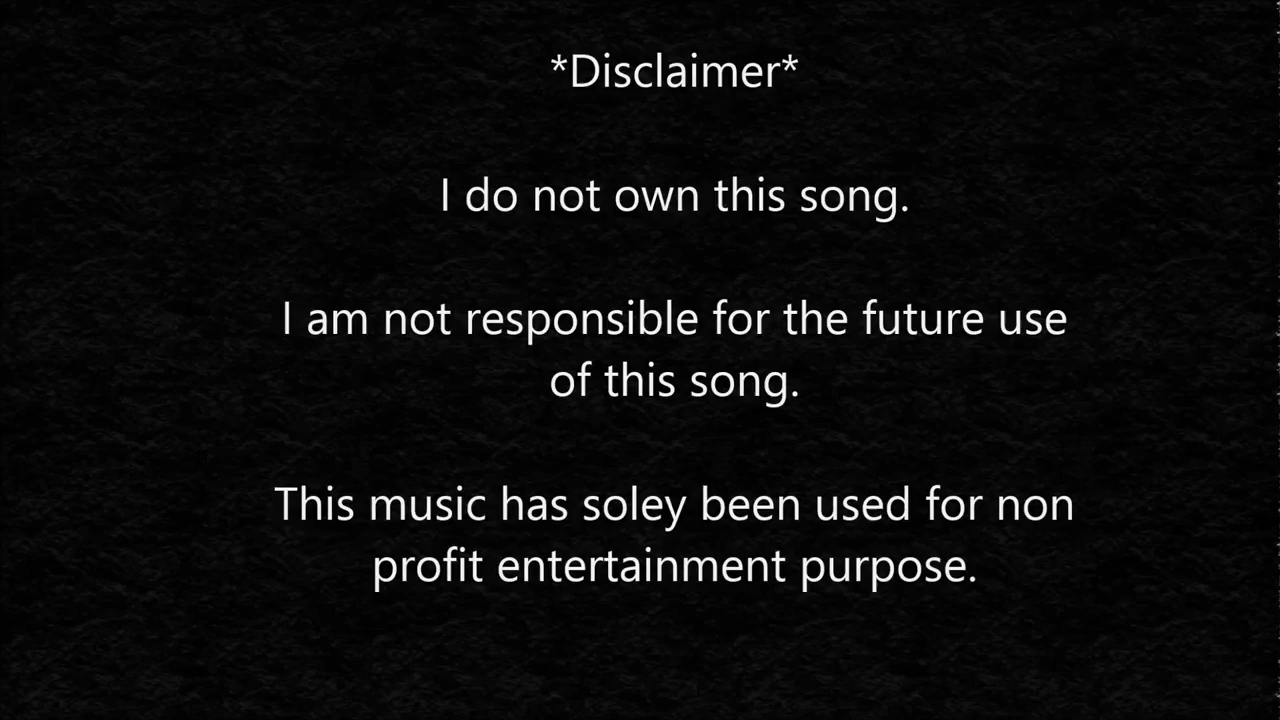 *Disclaimer*
I do not own this song.
I am not responsible for the future use
of this song.
This music has soley been used for non
profit entertainment purpose.